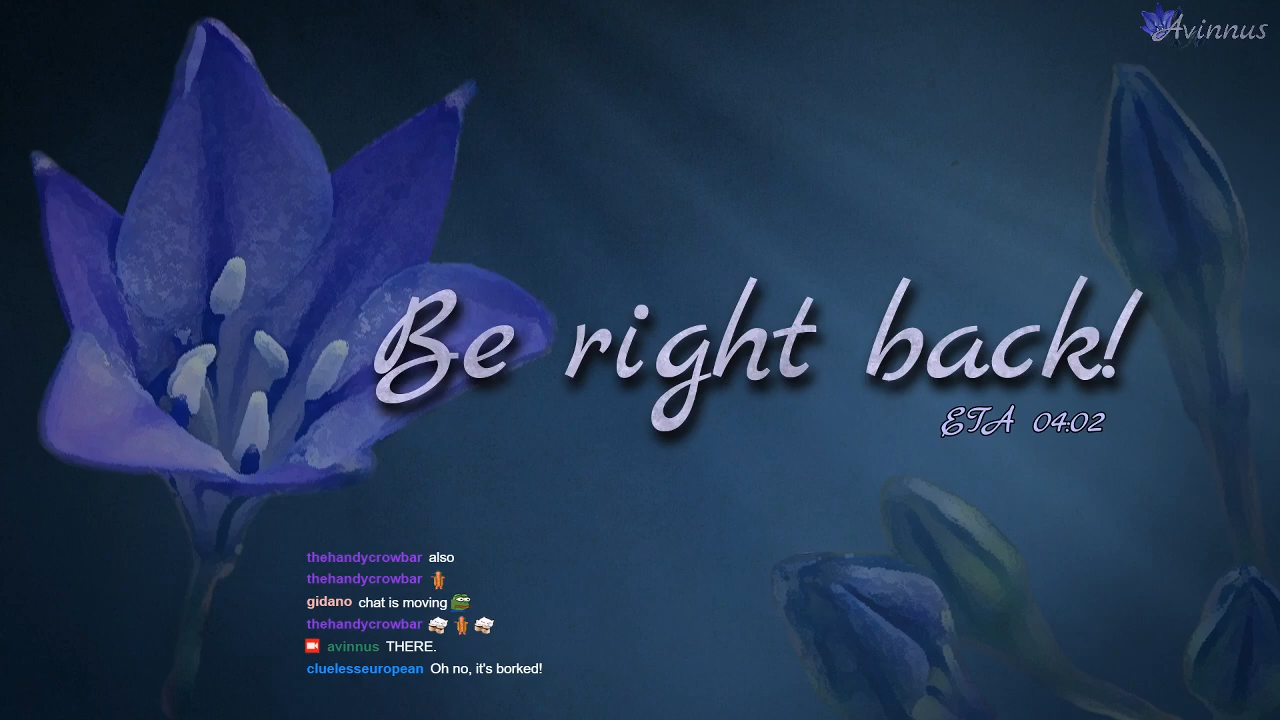 Avinnus
Be right back!
ETA 04:02
thehandycrowbar also
thehandycrowbar
gidano chat is moving
thehandycrowbar
avinnus THERE.
cluelesseuropean Oh no, it's borked!